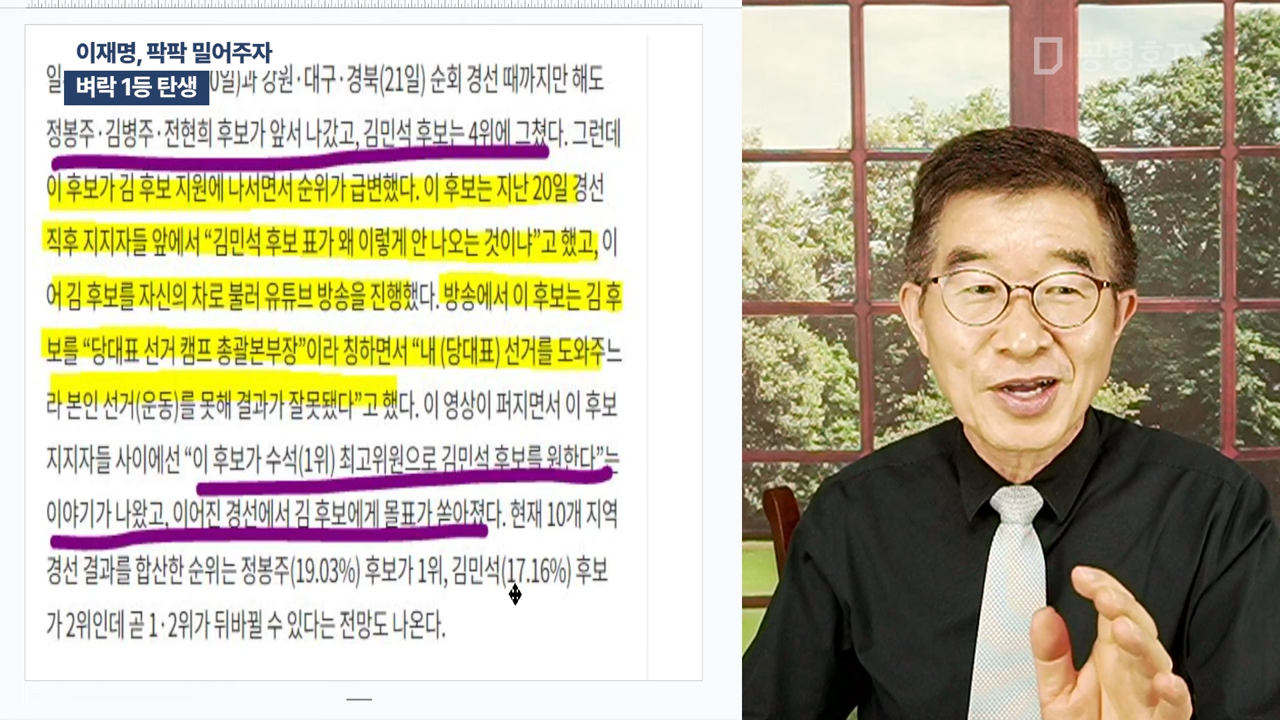 이재명, 팍팍 밀어주자
벼락 1등 탄생
공병호TV
일)과 강원·대구·경북(21일) 순회 경선 때까지만 해도
정봉주·김병주·전현희 후보가 앞서 나갔고, 김민석 후보는 4위에 그쳤다. 그런데
이 후보가 김 후보 지원에 나서면서 순위가 급변했다. 이 후보는 지난 20일 경선
직후 지지자들 앞에서 “김민석 후보 표가 왜 이렇게 안 나오는 것이냐”고 했고, 이
어 김 후보를 자신의 차로 불러 유튜브 방송을 진행했다. 방송에서 이 후보는 김 후
보를 “당대표 선거 캠프 총괄본부장”이라 칭하면서 “내 (당대표) 선거를 도와주느
라 본인 선거(운동)를 못해 결과가 잘못됐다”고 했다. 이 영상이 퍼지면서 이 후보
지지자들 사이에선 “이 후보가 수석(1위) 최고위원으로 김민석 후보를 원한다”는
이야기가 나왔고, 이어진 경선에서 김 후보에게 몰표가 쏟아졌다. 현재 10개 지역
경선 결과를 합산한 순위는 정봉주(19.03%) 후보가 1위, 김민석(17.16%) 후보
가 2위인데 곧 1·2위가 뒤바뀔 수 있다는 전망도 나온다.